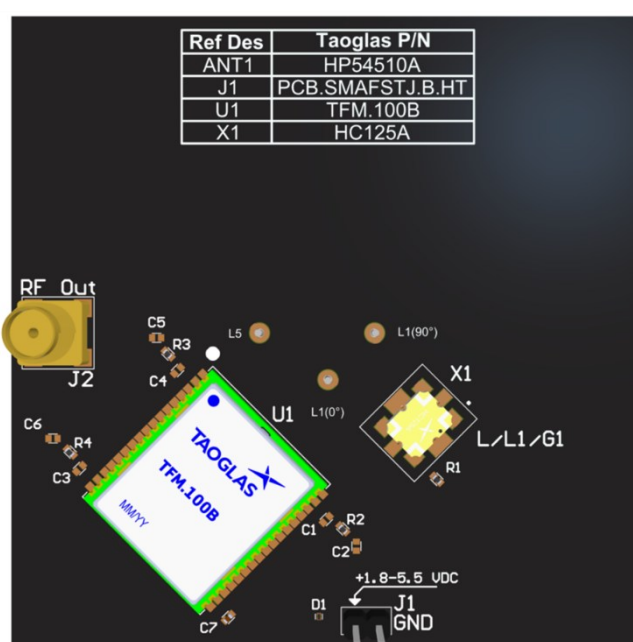 Ref Des Taoglas P/N
ANT1 HP54510A
J1 PCB.SMAFSTJ.B.HT
U1 TFM.100B
X1 HC125A
RF Out
J2
C5
R3
C4
L5
L1(90°)
L1(0°)
X1
L/L1/G1
R1
U1
C6
R4
C3
TAOGLAS
TFM.100B
MM/YY
C1
R2
C2
+1.8-5.5 VDC
D1
J1
GND
C7